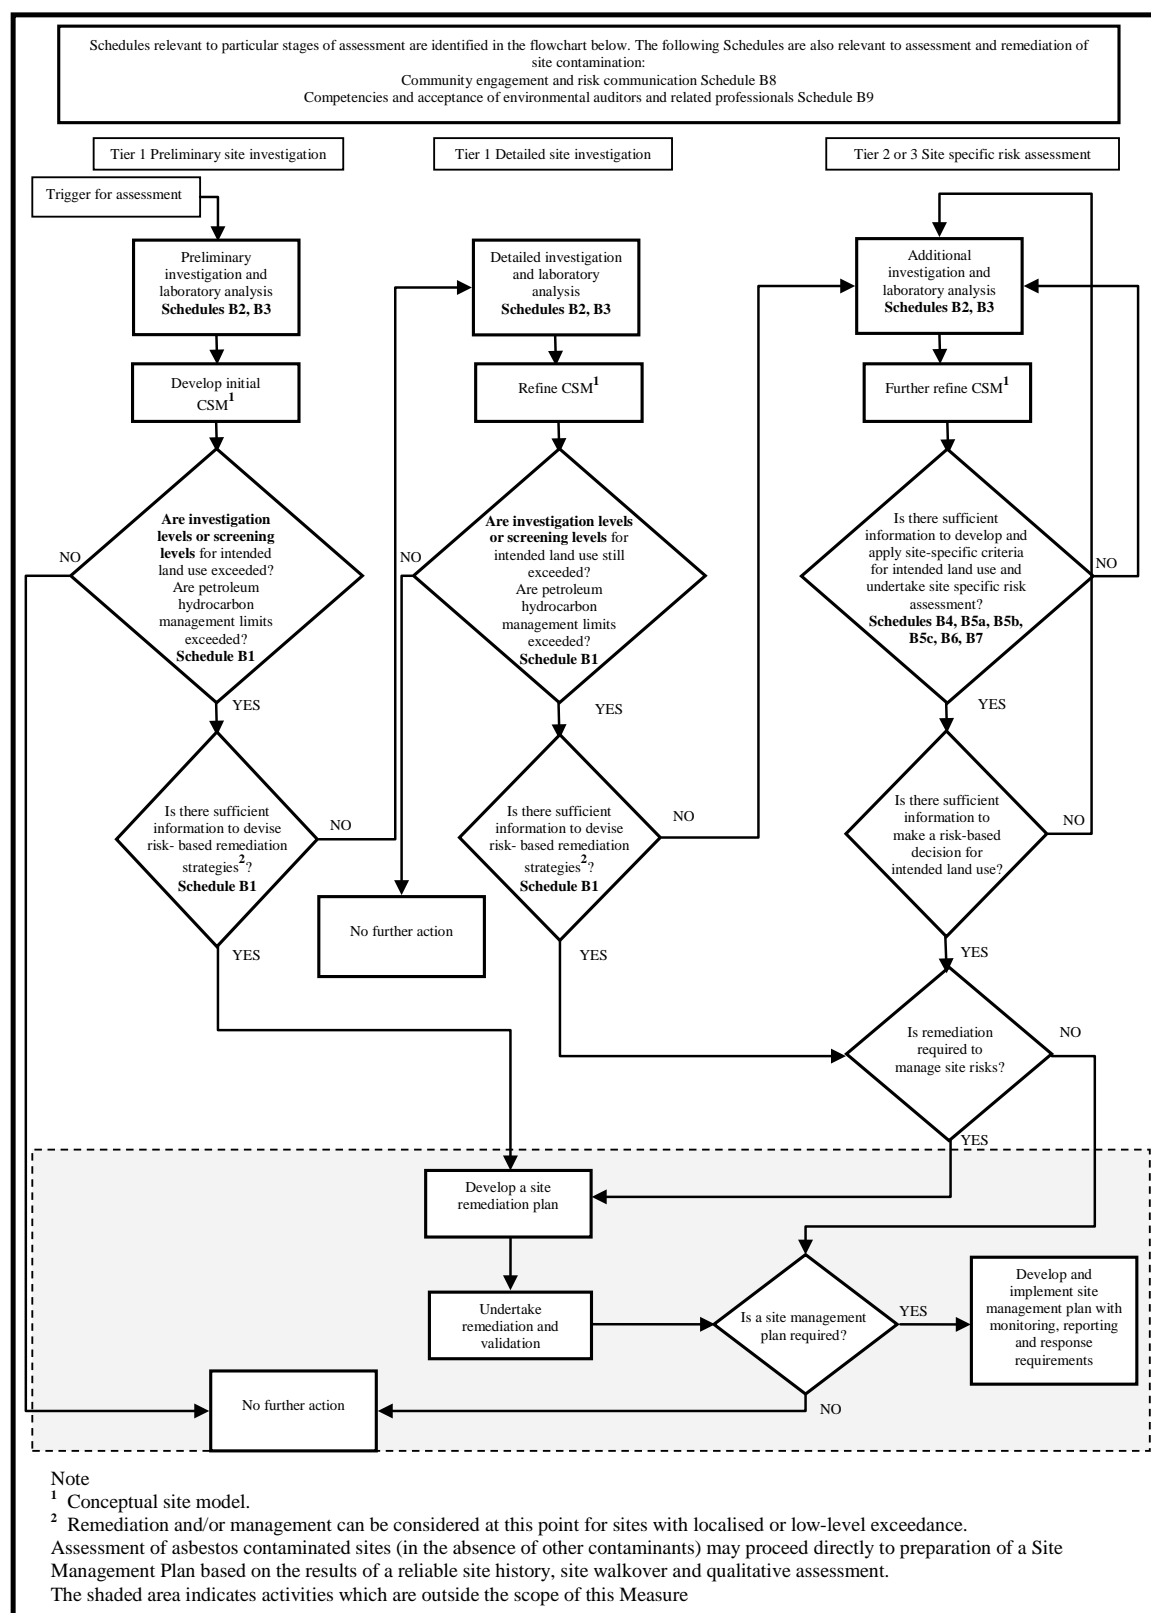 Schedules relevant to particular stages of assessment are identified in the flowchart below. The following Schedules are also relevant to assessment and remediation of
site contamination:
Community engagement and risk communication Schedule B8
Competencies and acceptance of environmental auditors and related professionals Schedule B9
Tier 1 Preliminary site investigation
Tier 1 Detailed site investigation
Tier 2 or 3 Site specific risk assessment
Trigger for assessment
Preliminary
investigation and
laboratory analysis
Schedules B2, B3
Detailed investigation
and laboratory
analysis
Schedules B2, B3
Additional
investigation and
laboratory analysis
Schedules B2, B3
Develop initial
CSM1
Refine CSM1
Further refine CSM1
Are investigation
levels or screening
levels for intended
land use exceeded?
Are petroleum
hydrocarbon
management limits
exceeded?
Schedule B1
NO
YES
Are investigation levels
or screening levels for
intended land use still
exceeded?
Are petroleum
hydrocarbon
management limits
exceeded?
Schedule B1
NO
YES
Is there sufficient
information to develop and
apply site-specific criteria
for intended land use and
undertake site specific risk
assessment?
Schedules B4, B5a, B5b,
B5c, B6, B7
NO
YES
Is there sufficient
information to devise
risk- based remediation
strategies2?
Schedule B1
NO
YES
Is there sufficient
information to devise
risk- based remediation
strategies2?
Schedule B1
NO
YES
Is there sufficient
information to
make a risk-based
decision for
intended land use?
NO
YES
No further action
Is remediation
required to
manage site risks?
NO
YES
Develop a site
remediation plan
Undertake
remediation and
validation
Is a site management
plan required?
YES
NO
Develop and
implement site
management plan with
monitoring, reporting
and response
requirements
No further action
Note
1 Conceptual site model.
2 Remediation and/or management can be considered at this point for sites with localised or low-level exceedance.
Assessment of asbestos contaminated sites (in the absence of other contaminants) may proceed directly to preparation of a Site
Management Plan based on the results of a reliable site history, site walkover and qualitative assessment.
The shaded area indicates activities which are outside the scope of this Measure